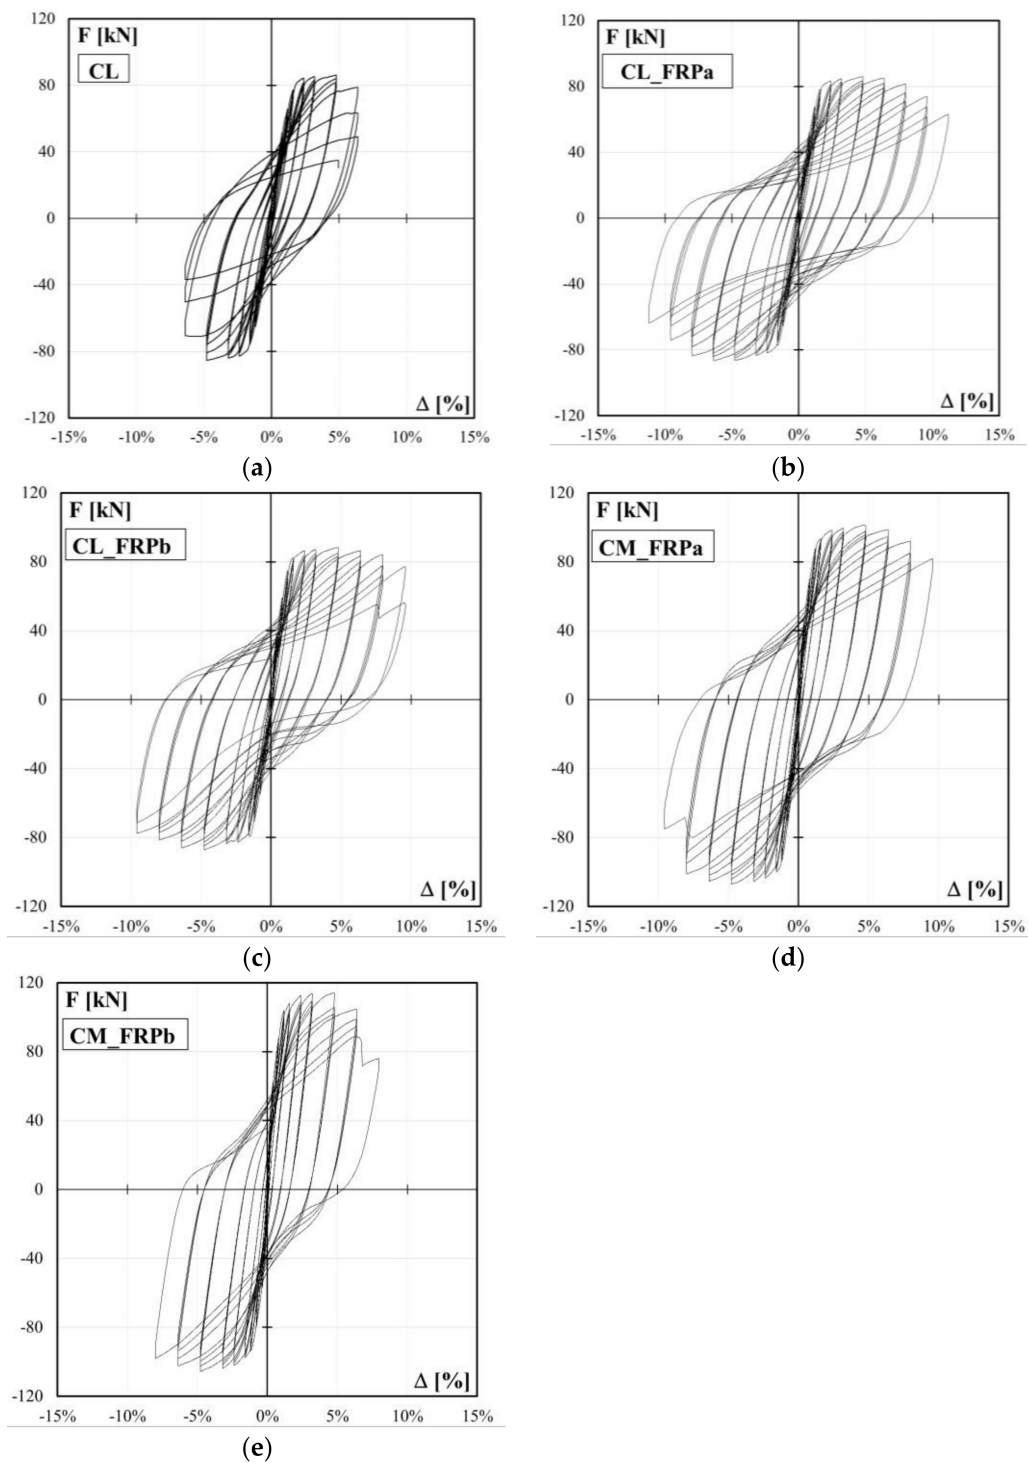 120
F [kN]
CL
80
40
0
-40
-80
Δ [%]
-120
-15% -10% -5% 0% 5% 10% 15%
(a)
120
F [kN]
CL_FRPa
80
40
0
-40
-80
Δ [%]
-120
-15% -10% -5% 0% 5% 10% 15%
(b)
120
F [kN]
CL_FRPb
80
40
0
-40
-80
Δ [%]
-120
-15% -10% -5% 0% 5% 10% 15%
(c)
120
F [kN]
CM_FRPa
80
40
0
-40
-80
Δ [%]
-120
-15% -10% -5% 0% 5% 10% 15%
(d)
120
F [kN]
CM_FRPb
80
40
0
-40
-80
Δ [%]
-120
-15% -10% -5% 0% 5% 10% 15%
(e)